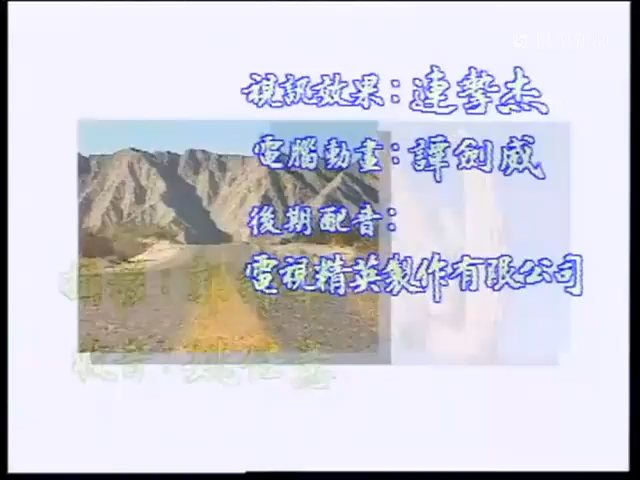 視訊效果：連擊杰
電腦動畫：譚劍威
後期配音：
電視精英製作有限公司